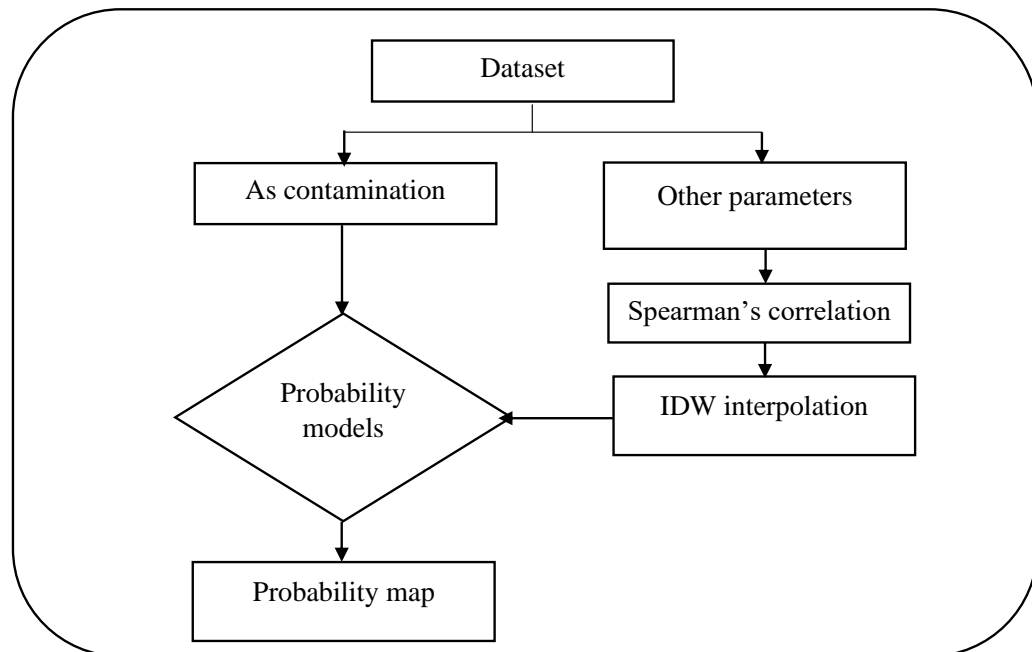 Dataset
As contamination
Other parameters
Spearman’s correlation
Probability
models
IDW interpolation
Probability map